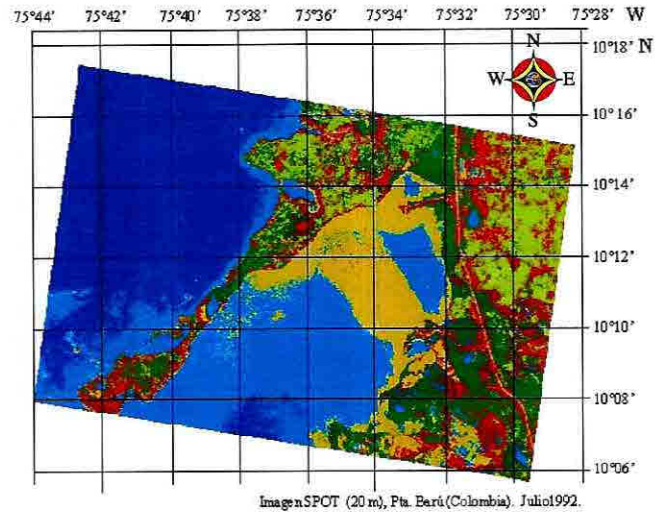 75°44' 75°42' 75°40' 75°38' 75°36' 75°34' 75°32' 75°30' 75°28' W
10°18' N
N
W E
S
10°16'
10°14'
10°12'
10°10'
10°08'
10°06'
Imagen SPOT (20 m), Pta. Barú (Colombia). Julio 1992.